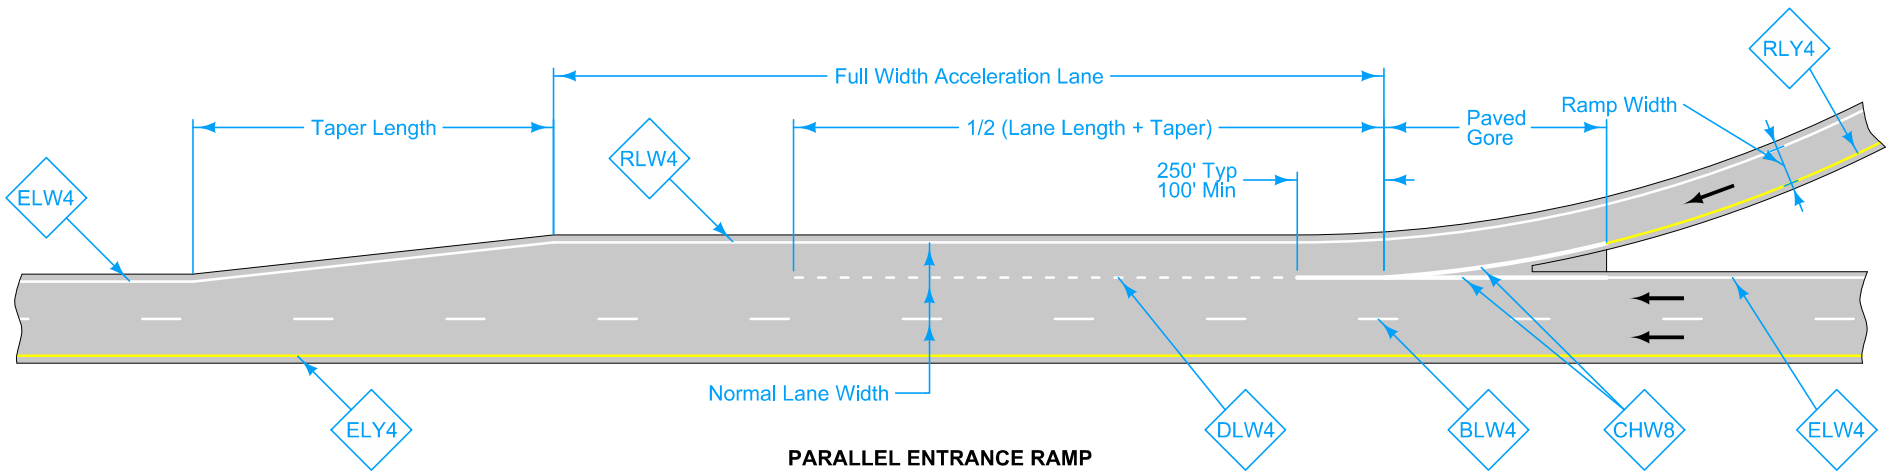 RLY4
Full Width Acceleration Lane
Ramp Width
Taper Length
1/2 (Lane Length + Taper)
Paved
Gore
RLW4
250' Typ
100' Min
ELW4
Normal Lane Width
ELY4
DLW4
BLW4
CHW8
ELW4
PARALLEL ENTRANCE RAMP